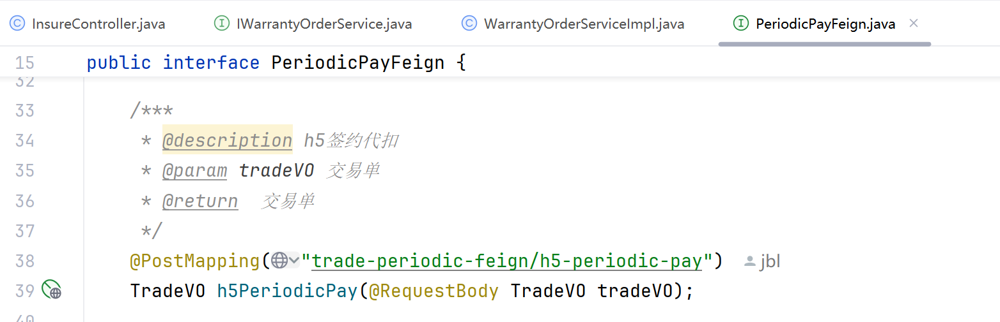 InsureController.java IWarrantyOrderService.java WarrantyOrderServiceImpl.java PeriodicPayFeign.java
15 public interface PeriodicPayFeign {
32
33 /***
34 * @description h5签约代扣
35 * @param tradeVO 交易单
36 * @return 交易单
37 */
38 @PostMapping("trade-periodic-feign/h5-periodic-pay") jbl
39 TradeVO h5PeriodicPay(@RequestBody TradeVO tradeVO);
40